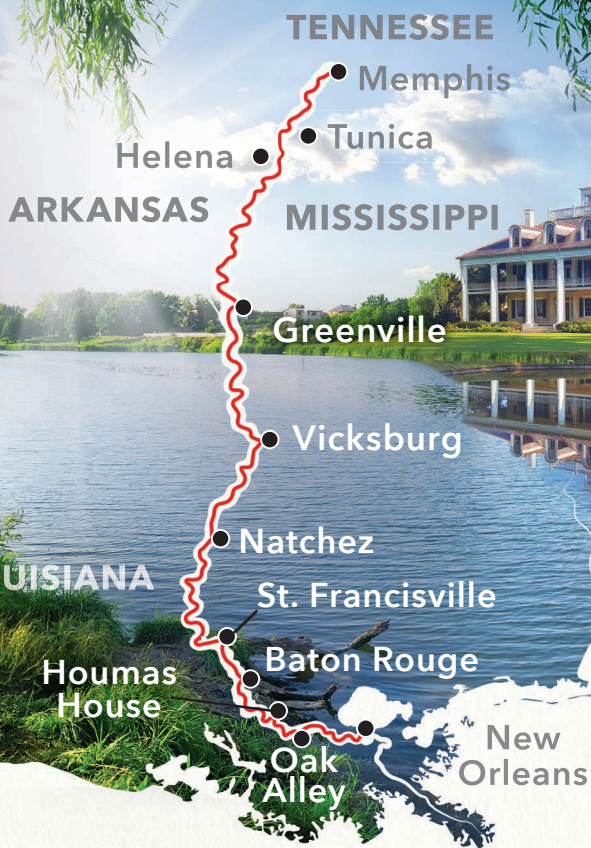 TENNESSEE
Memphis
Tunica
Helena
ARKANSAS
MISSISSIPPI
Greenville
Vicksburg
Natchez
UISIANA
St. Francisville
Baton Rouge
Houmas
House
New
Orleans
Oak
Alley